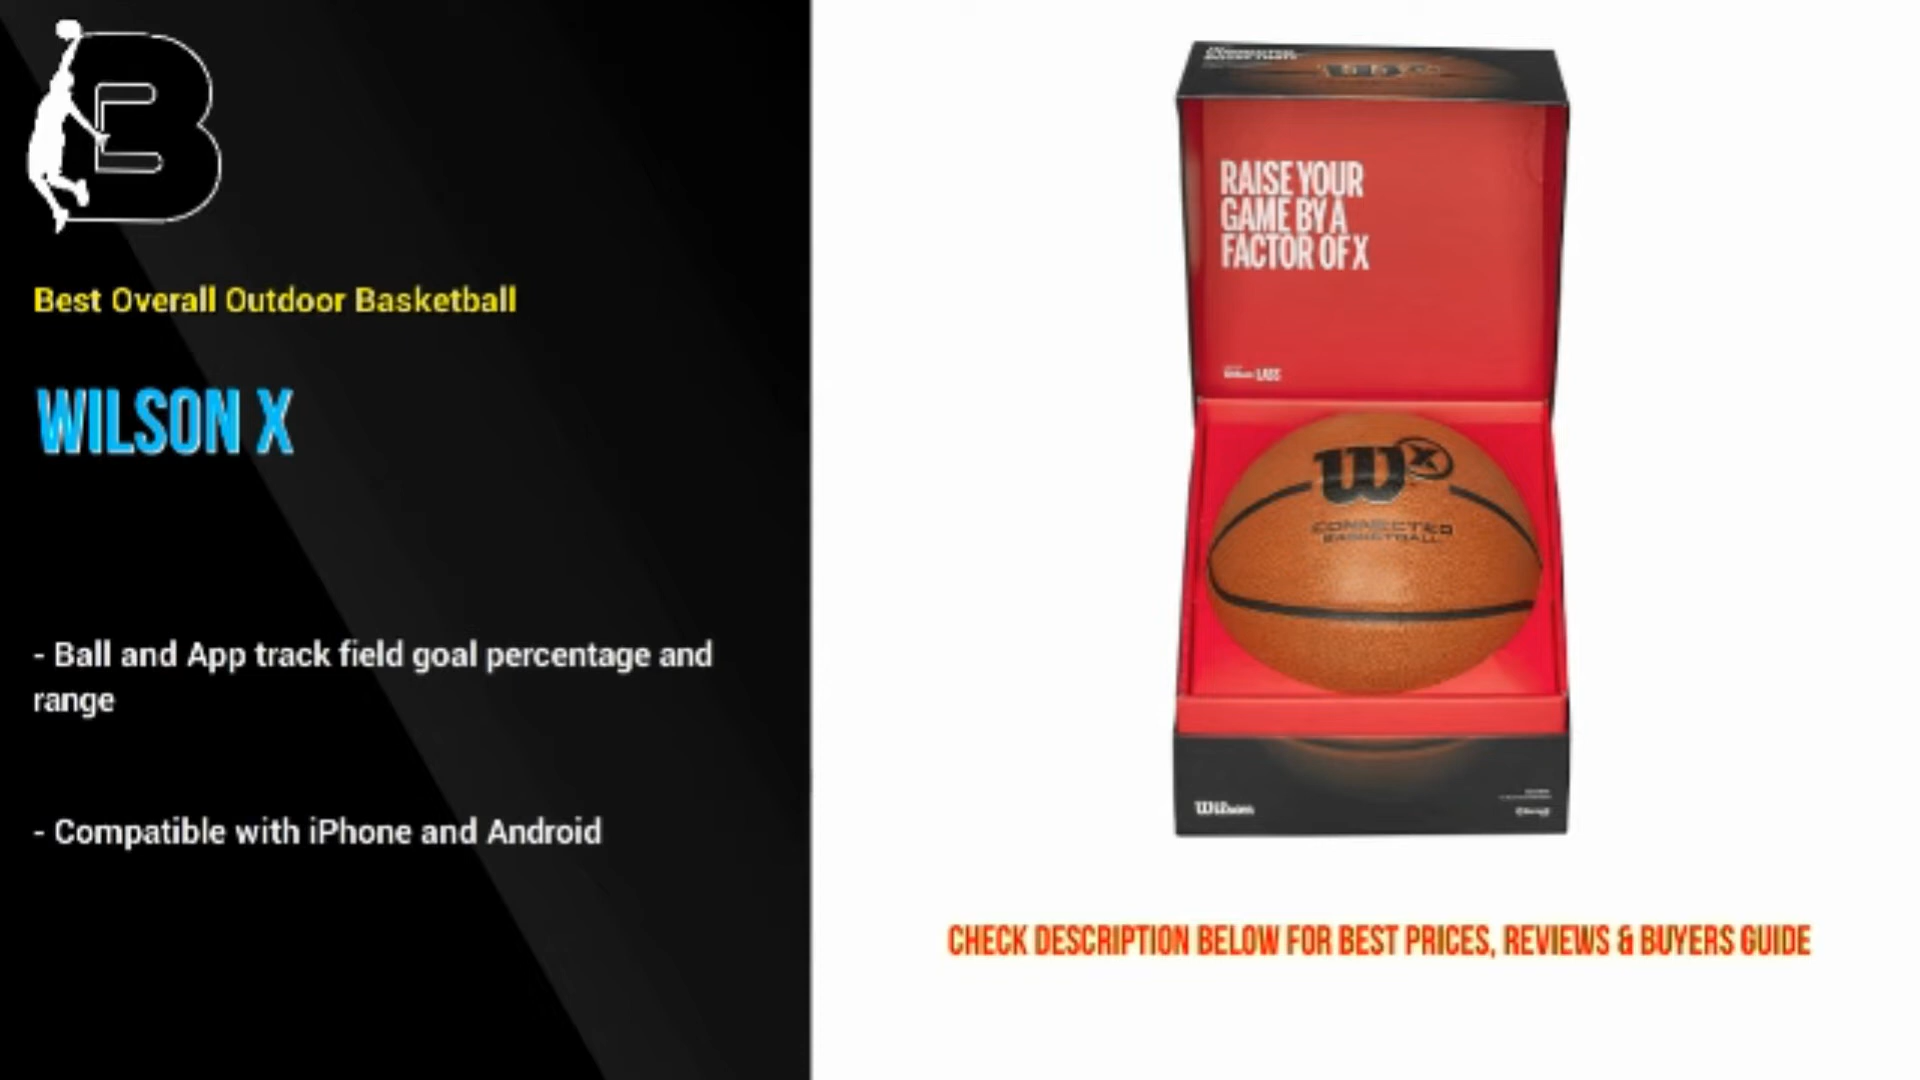 B
Best Overall Outdoor Basketball
WILSON X
- Ball and App track field goal percentage and
range
- Compatible with iPhone and Android
RAISE YOUR
GAME BY A
FACTOR OF X
LABS
W X
CONNECTED
BASKETBALL
Wilson
CHECK DESCRIPTION BELOW FOR BEST PRICES, REVIEWS & BUYERS GUIDE